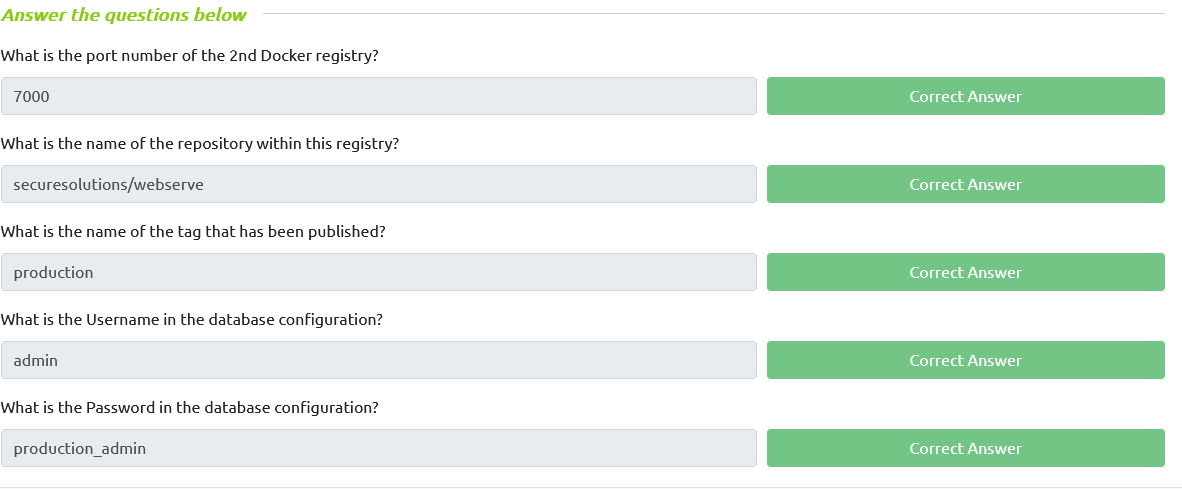 Answer the questions below
What is the port number of the 2nd Docker registry?
7000
Correct Answer
What is the name of the repository within this registry?
securesolutions/webserve
Correct Answer
What is the name of the tag that has been published?
production
Correct Answer
What is the Username in the database configuration?
admin
Correct Answer
What is the Password in the database configuration?
production_admin
Correct Answer